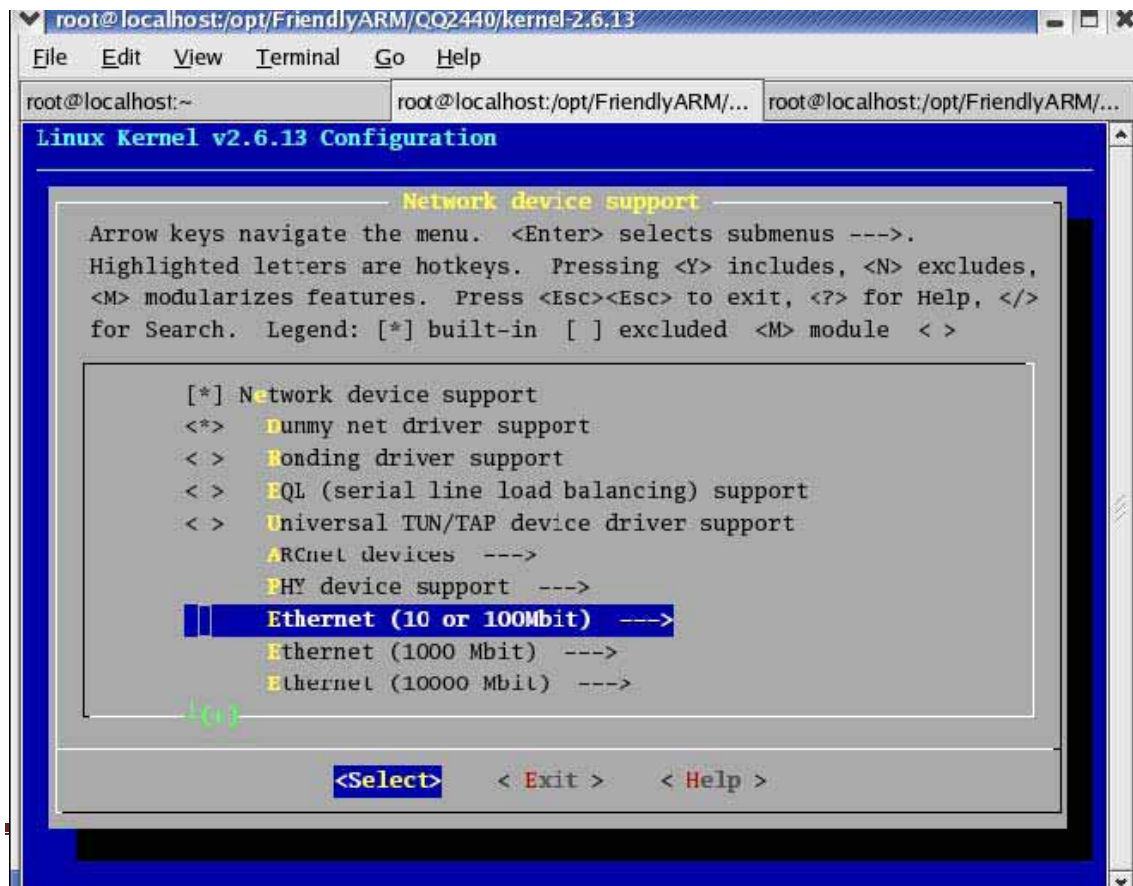 root@localhost:/opt/FriendlyARM/QQ2440/kernel-2.6.13
File Edit View Terminal Go Help
root@localhost:~ root@localhost:/opt/FriendlyARM/... root@localhost:/opt/FriendlyARM/...
Linux Kernel v2.6.13 Configuration
Network device support
Arrow keys navigate the menu. <Enter> selects submenus --->.
Highlighted letters are hotkeys. Pressing <Y> includes, <N> excludes,
<M> modularizes features. Press <Esc><Esc> to exit, <?> for Help, </>
for Search. Legend: [*] built-in [ ] excluded <M> module < >
[*] Network device support
<*> Dummy net driver support
< > Bonding driver support
< > EQL (serial line load balancing) support
< > Universal TUN/TAP device driver support
ARCnet devices --->
PHY device support --->
Ethernet (10 or 100Mbit) --->
Ethernet (1000 Mbit) --->
Ethernet (10000 Mbit) --->
(+)
<Select> < Exit > < Help >